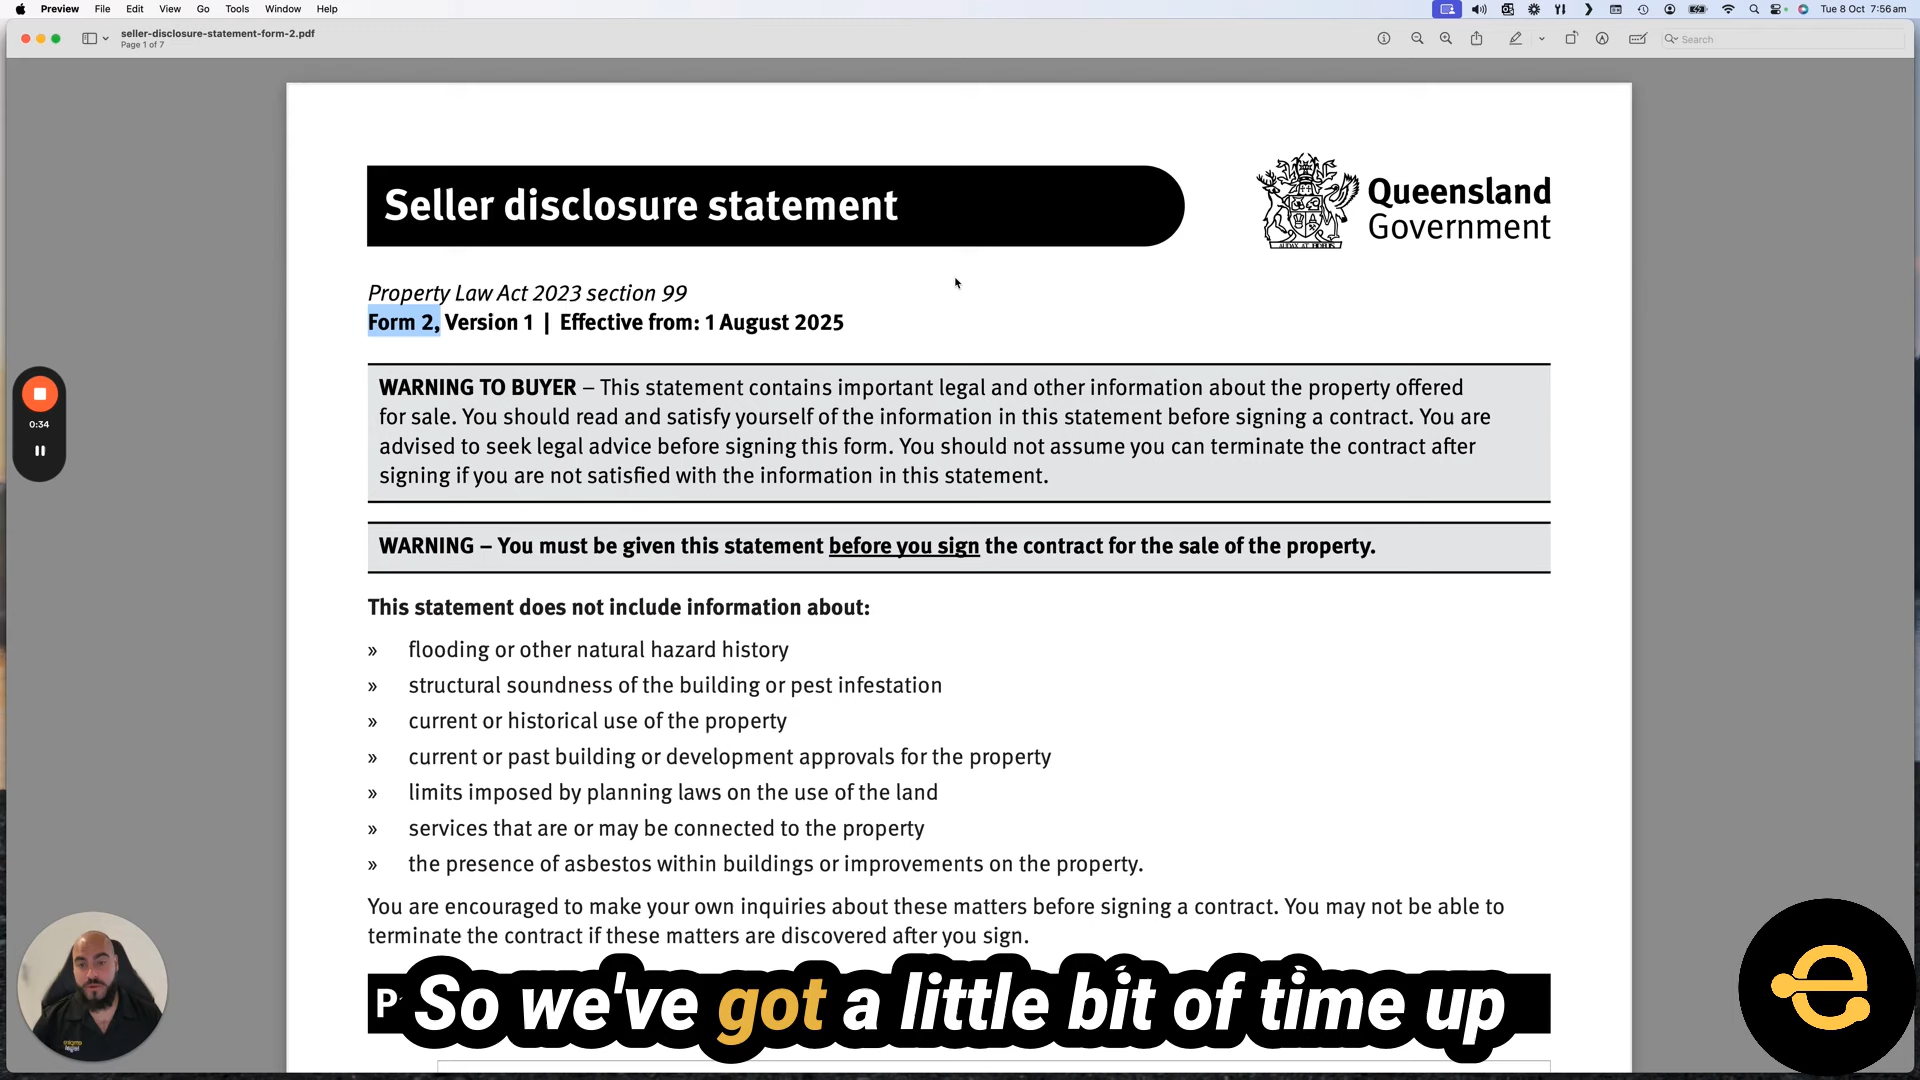 Preview File Edit View Go Tools Window Help
Tue 8 Oct 7:56 am
seller-disclosure-statement-form-2.pdf
Page 1 of 7
Search
Seller disclosure statement
Queensland
Government
AUDAX AT FIDELIS
Property Law Act 2023 section 99
Form 2, Version 1 | Effective from: 1 August 2025
WARNING TO BUYER – This statement contains important legal and other information about the property offered
for sale. You should read and satisfy yourself of the information in this statement before signing a contract. You are
advised to seek legal advice before signing this form. You should not assume you can terminate the contract after
signing if you are not satisfied with the information in this statement.
0:34
WARNING – You must be given this statement before you sign the contract for the sale of the property.
This statement does not include information about:
» flooding or other natural hazard history
» structural soundness of the building or pest infestation
» current or historical use of the property
» current or past building or development approvals for the property
» limits imposed by planning laws on the use of the land
» services that are or may be connected to the property
» the presence of asbestos within buildings or improvements on the property.
You are encouraged to make your own inquiries about these matters before signing a contract. You may not be able to
terminate the contract if these matters are discovered after you sign.
P
So we've got a little bit of time up
enigma
legal
e